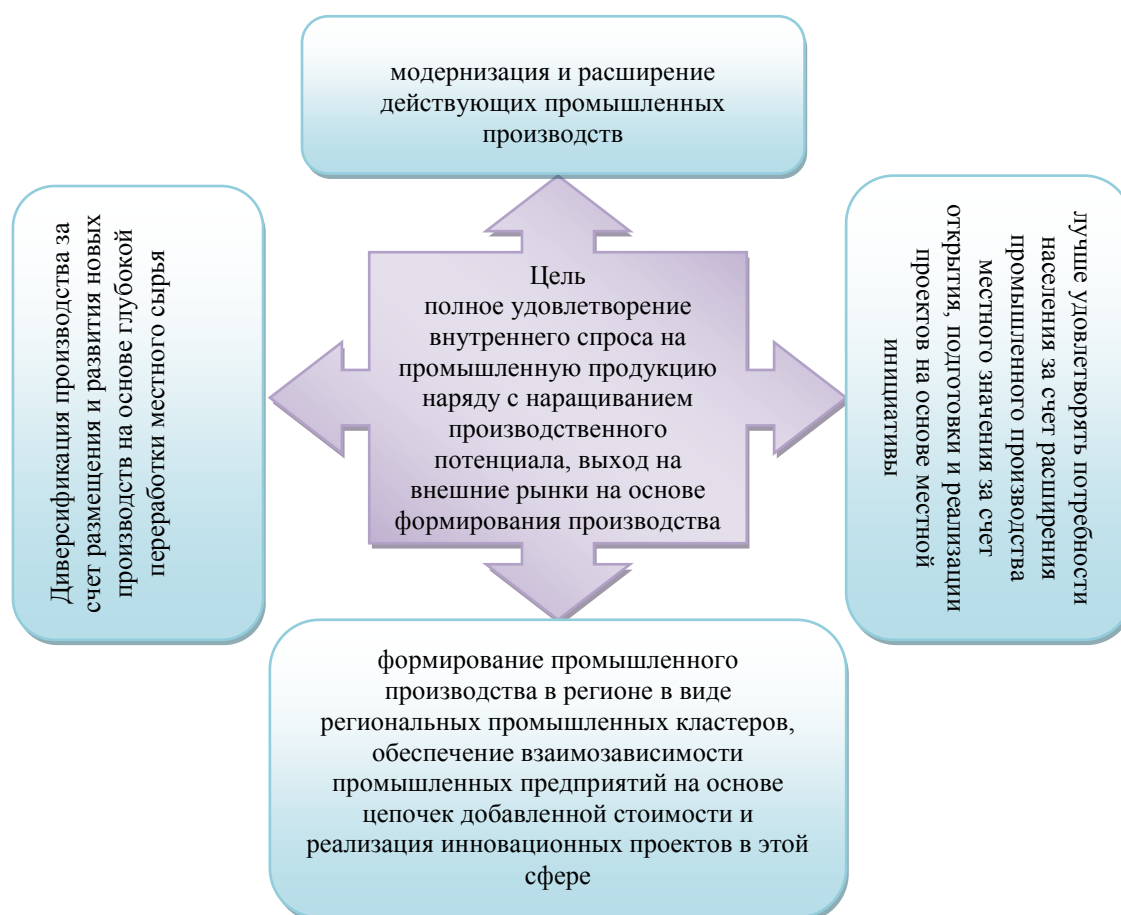 модернизация и расширение
действующих промышленных
производств
Диверсификация производства за
счет размещения и развития новых
производств на основе глубокой
переработки местного сырья
Цель
полное удовлетворение
внутреннего спроса на
промышленную продукцию
наряду с наращиванием
производственного
потенциала, выход на
внешние рынки на основе
формирования производства
лучше удовлетворять потребности
населения за счет расширения
промышленного производства
местного значения за счет
открытия, подготовки и реализации
проектов на основе местной
инициативы
формирование промышленного
производства в регионе в виде
региональных промышленных кластеров,
обеспечение взаимозависимости
промышленных предприятий на основе
цепочек добавленной стоимости и
реализация инновационных проектов в этой
сфере